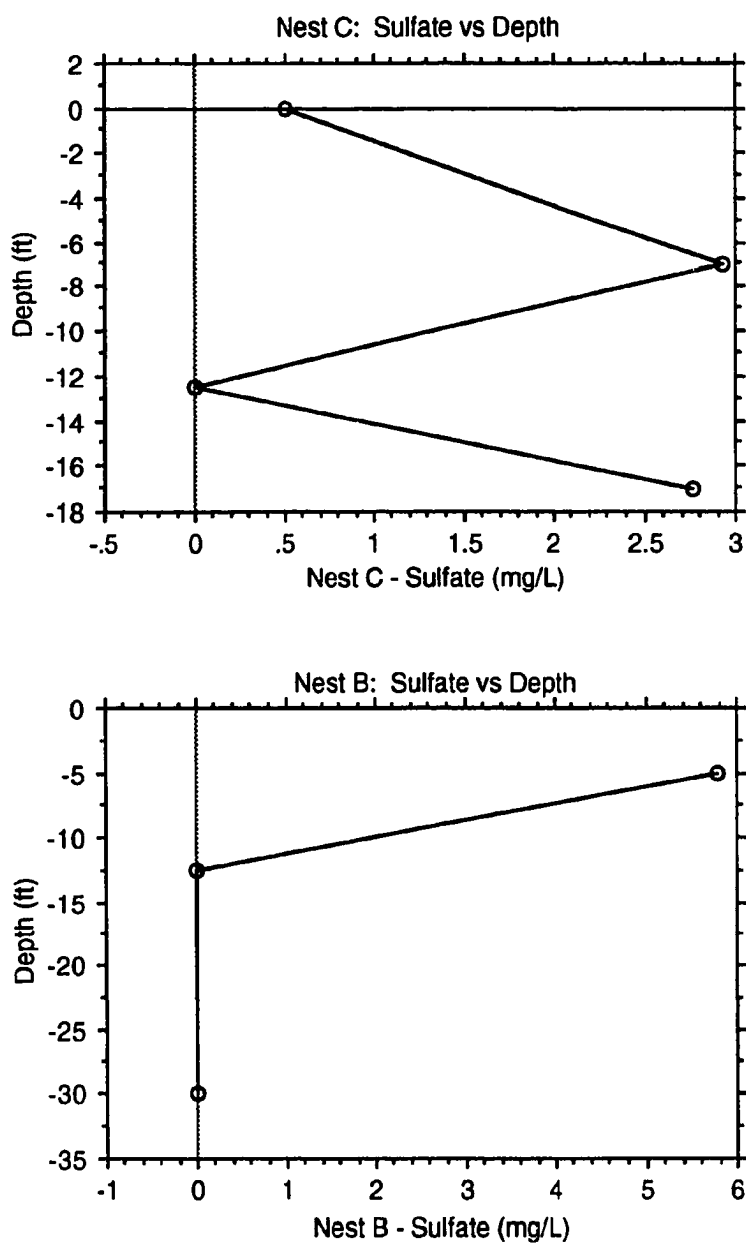 Nest C: Sulfate vs Depth
2
0
-2
-4
-6
-8
-10
-12
-14
-16
-18
Depth (ft)
-.5 0 .5 1 1.5 2 2.5 3
Nest C - Sulfate (mg/L)
Nest B: Sulfate vs Depth
0
-5
-10
-15
-20
-25
-30
-35
Depth (ft)
-1 0 1 2 3 4 5 6
Nest B - Sulfate (mg/L)